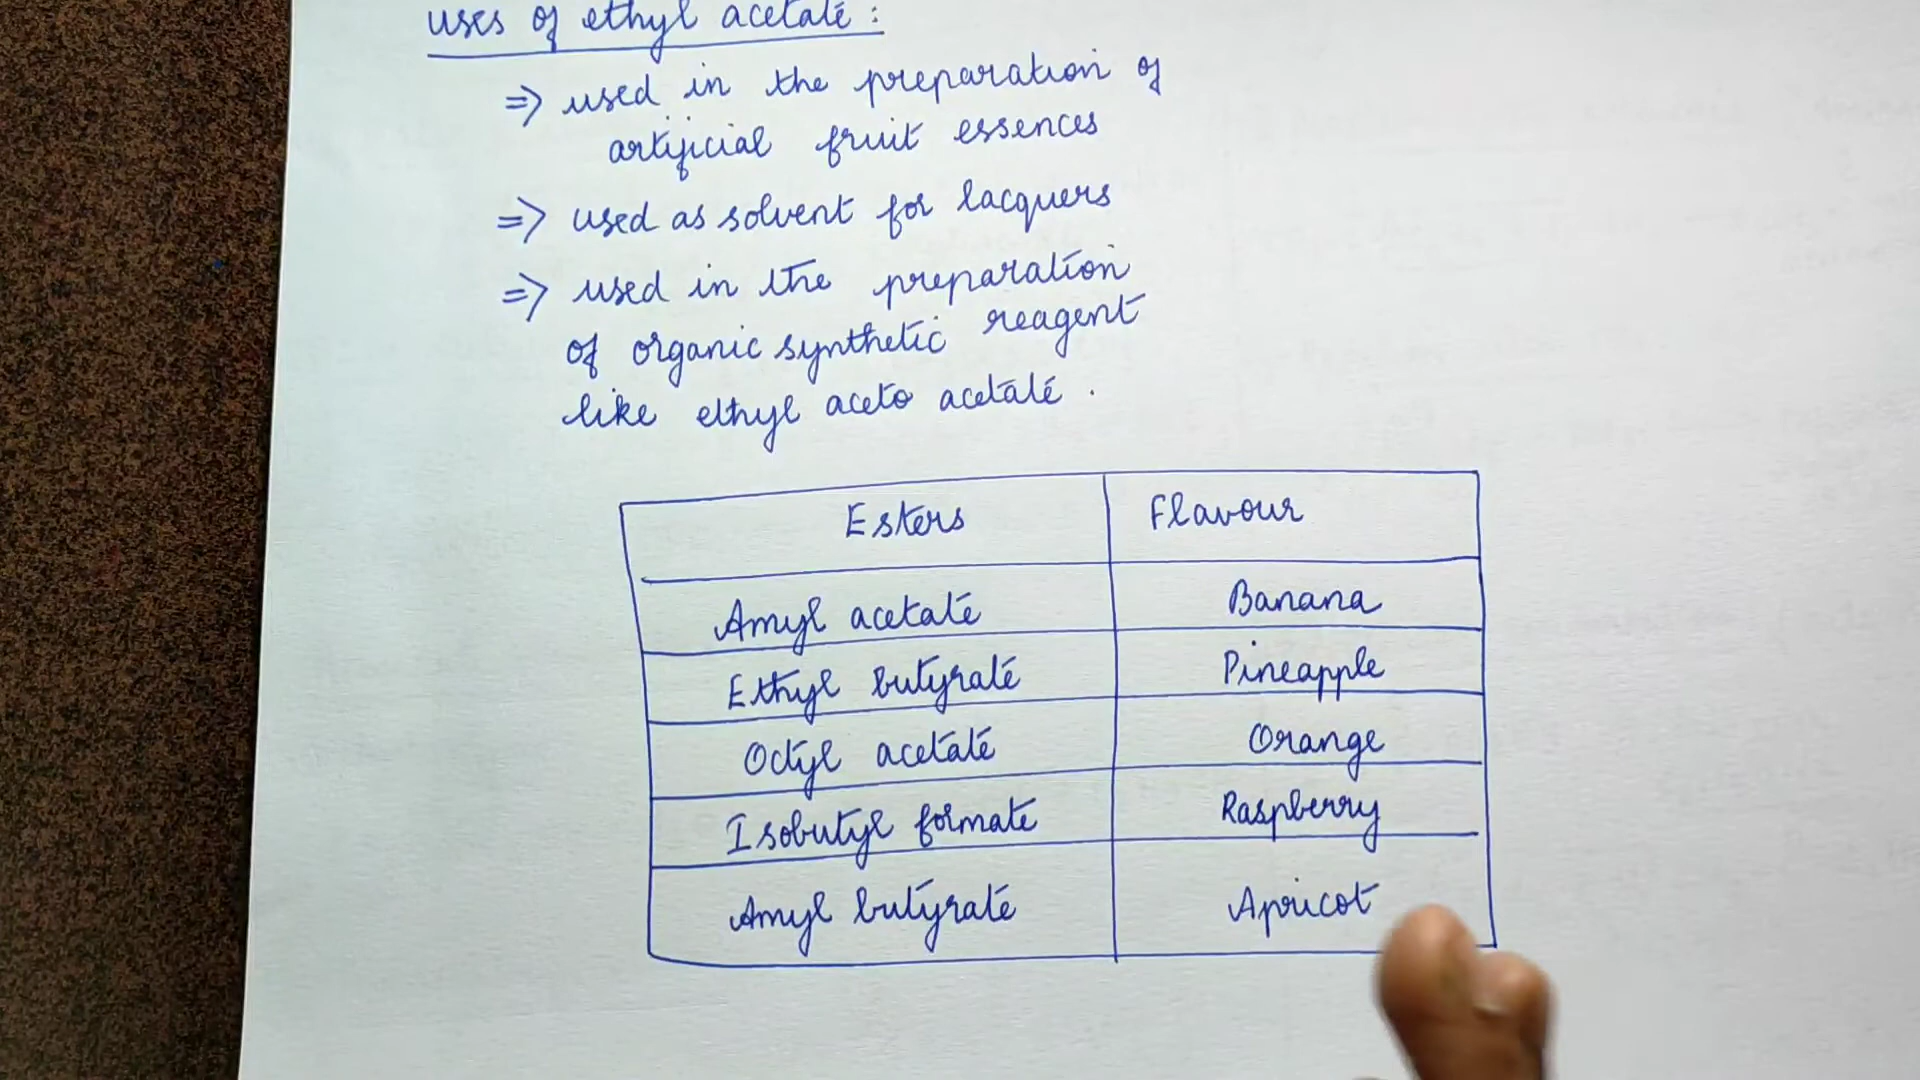 uses of ethyl acetate :
=> used in the preparation of
artificial fruit essences
=> used as solvent for lacquers
=> used in the preparation
of organic synthetic reagent
like ethyl aceto acetate .
Esters Flavour
Amyl acetate Banana
Ethyl butyrate Pineapple
Octyl acetate Orange
Isobutyl formate Raspberry
Amyl butyrate Apricot